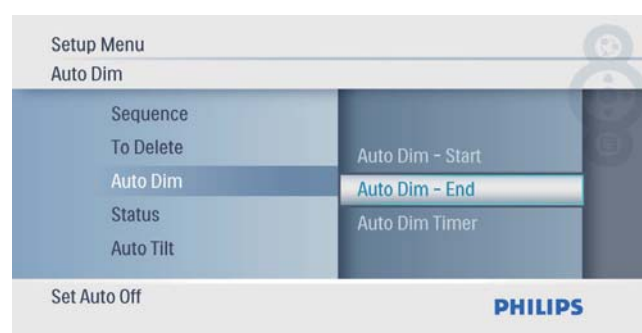 Setup Menu
Auto Dim
Sequence
To Delete
Auto Dim
Status
Auto Tilt
Auto Dim - Start
Auto Dim - End
Auto Dim Timer
Set Auto Off
PHILIPS